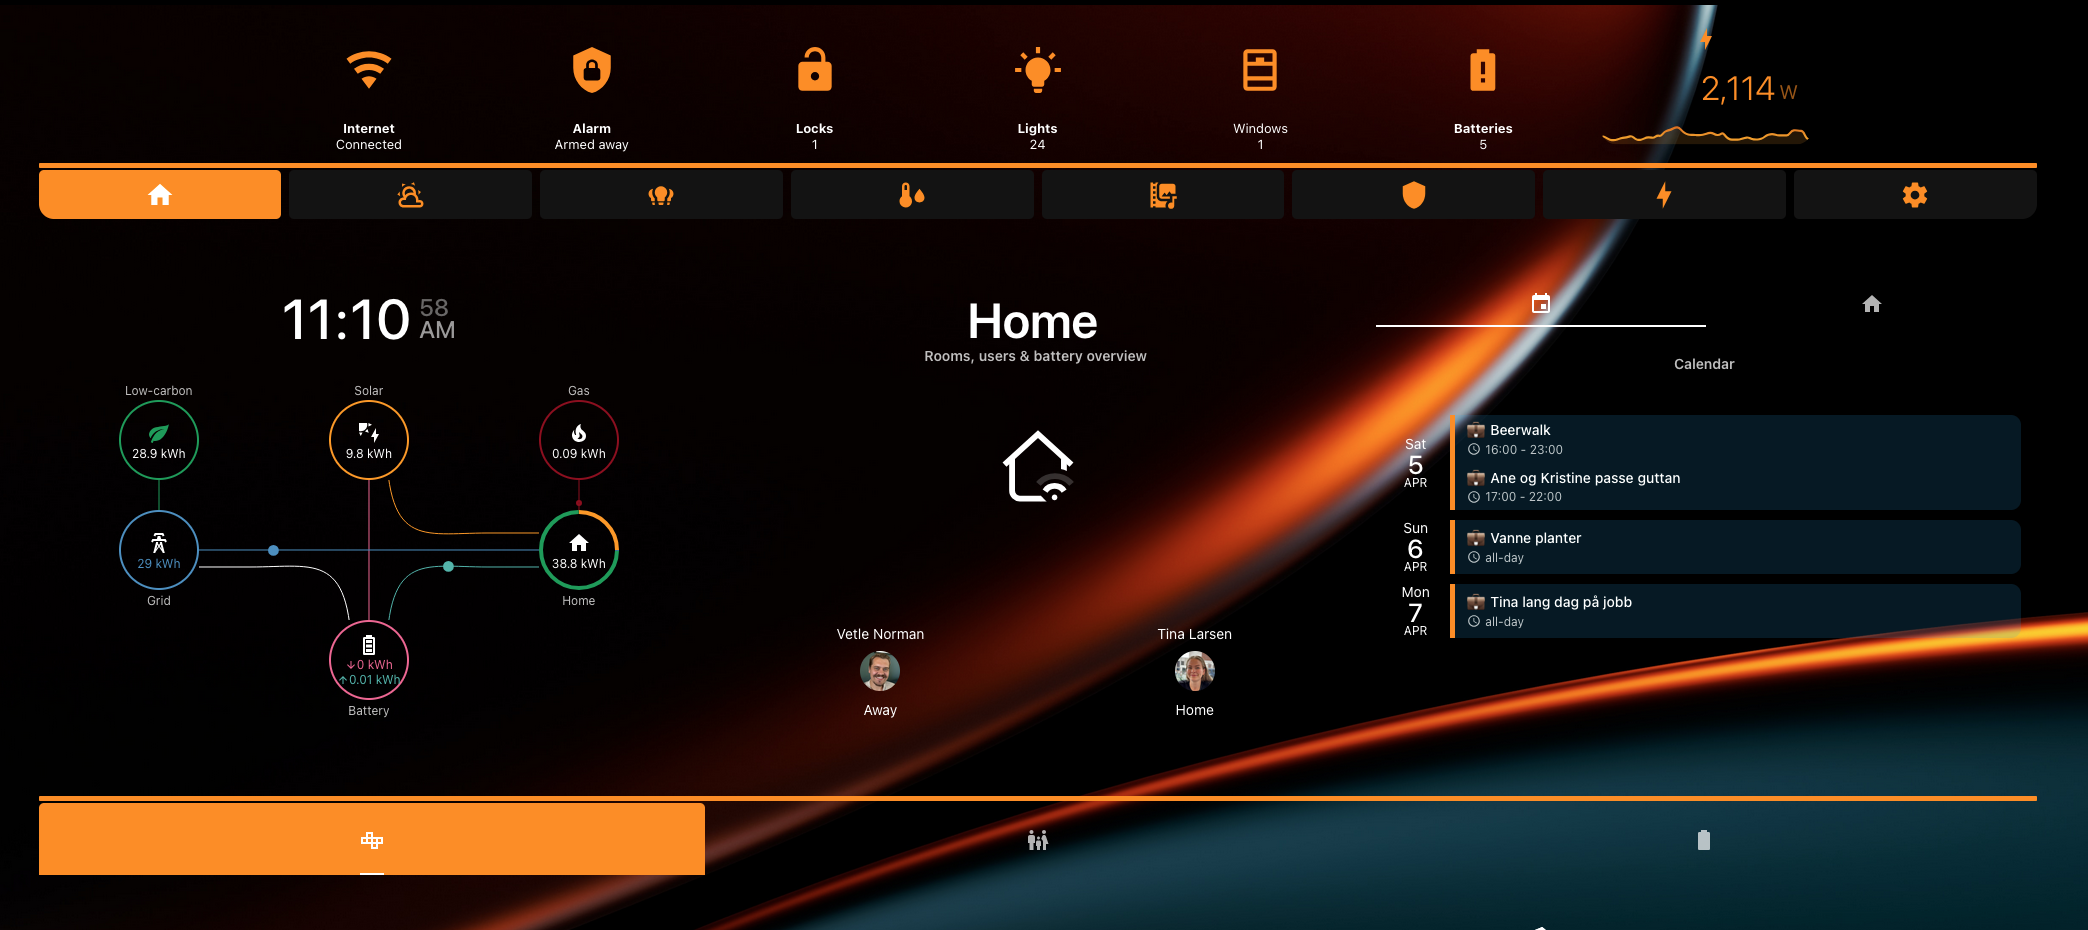 Internet
Connected
Alarm
Armed away
Locks
1
Lights
24
Windows
1
Batteries
5
2,114 W
11:10 58 AM
Low-carbon
28.9 kWh
Solar
9.8 kWh
Gas
0.09 kWh
29 kWh
Grid
38.8 kWh
Home
↓0 kWh
↑0.01 kWh
Battery
Home
Rooms, users & battery overview
Vetle Norman
Away
Tina Larsen
Home
Calendar
Sat
5
APR
Beerwalk
16:00 - 23:00
Ane og Kristine passe guttan
17:00 - 22:00
Sun
6
APR
Vanne planter
all-day
Mon
7
APR
Tina lang dag på jobb
all-day